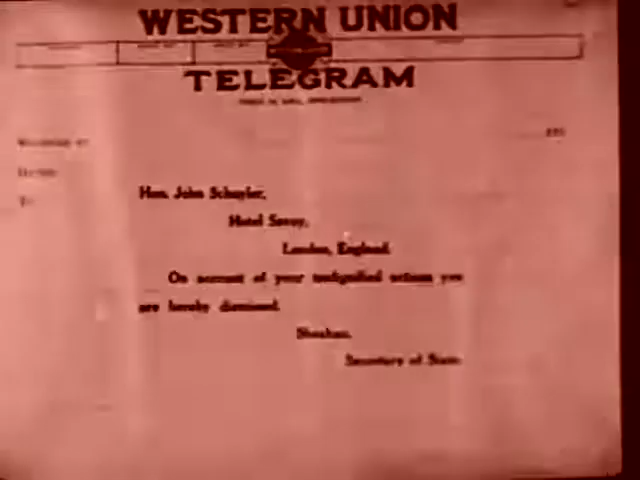 WESTERN UNION
TELEGRAM
Hon. John Schuyler,
Hotel Savoy,
London, England.
On account of your undignified actions you
are hereby dismissed.
Secretary of State.